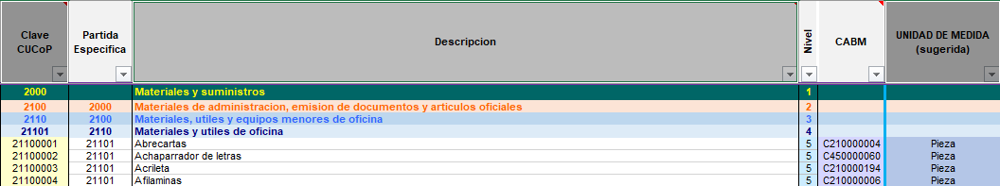 Clave CUCoP Partida Especifica Descripcion Nivel CABM UNIDAD DE MEDIDA (sugerida)
2000 Materiales y suministros 1
2100 2000 Materiales de administracion, emision de documentos y articulos oficiales 2
2110 2100 Materiales, utiles y equipos menores de oficina 3
21101 2110 Materiales y utiles de oficina 4
21100001 21101 Abrecartas 5 C210000004 Pieza
21100002 21101 Achaparrador de letras 5 C450000060 Pieza
21100003 21101 Acrileta 5 C210000194 Pieza
21100004 21101 Afilaminas 5 C210000006 Pieza